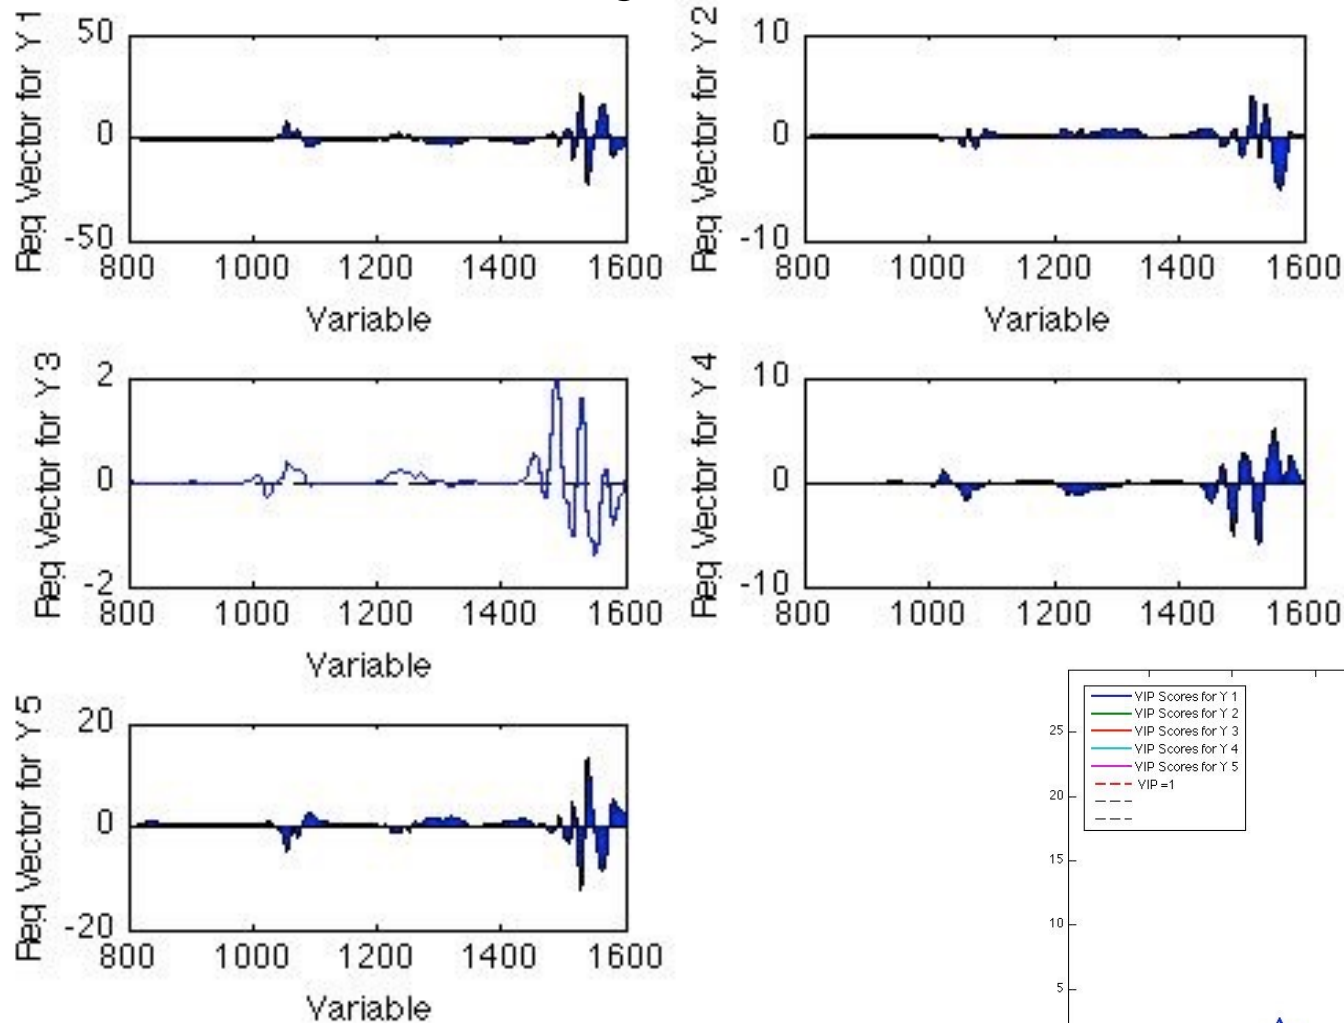 Reg Vector for Y 1
50
0
-50
800 1000 1200 1400 1600
Variable
Reg Vector for Y 2
10
0
-10
800 1000 1200 1400 1600
Variable
Reg Vector for Y 3
2
0
-2
800 1000 1200 1400 1600
Variable
Reg Vector for Y 4
10
0
-10
800 1000 1200 1400 1600
Reg Vector for Y 5
20
0
-20
800 1000 1200 1400 1600
Variable
VIP Scores for Y 1
VIP Scores for Y 2
VIP Scores for Y 3
VIP Scores for Y 4
VIP Scores for Y 5
VIP =1
25
20
15
10
5